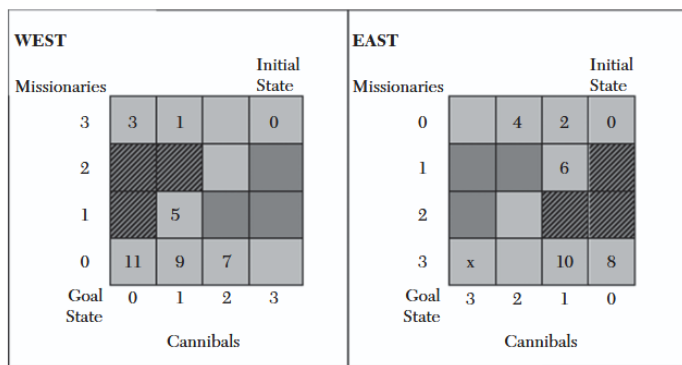 WEST
Initial
Missionaries State
3 3 1 0
2
1 5
0 11 9 7
Goal 0 1 2 3
State
Cannibals
EAST
Initial
Missionaries State
0 4 2 0
1 6
2
3 x 10 8
Goal 3 2 1 0
State
Cannibals